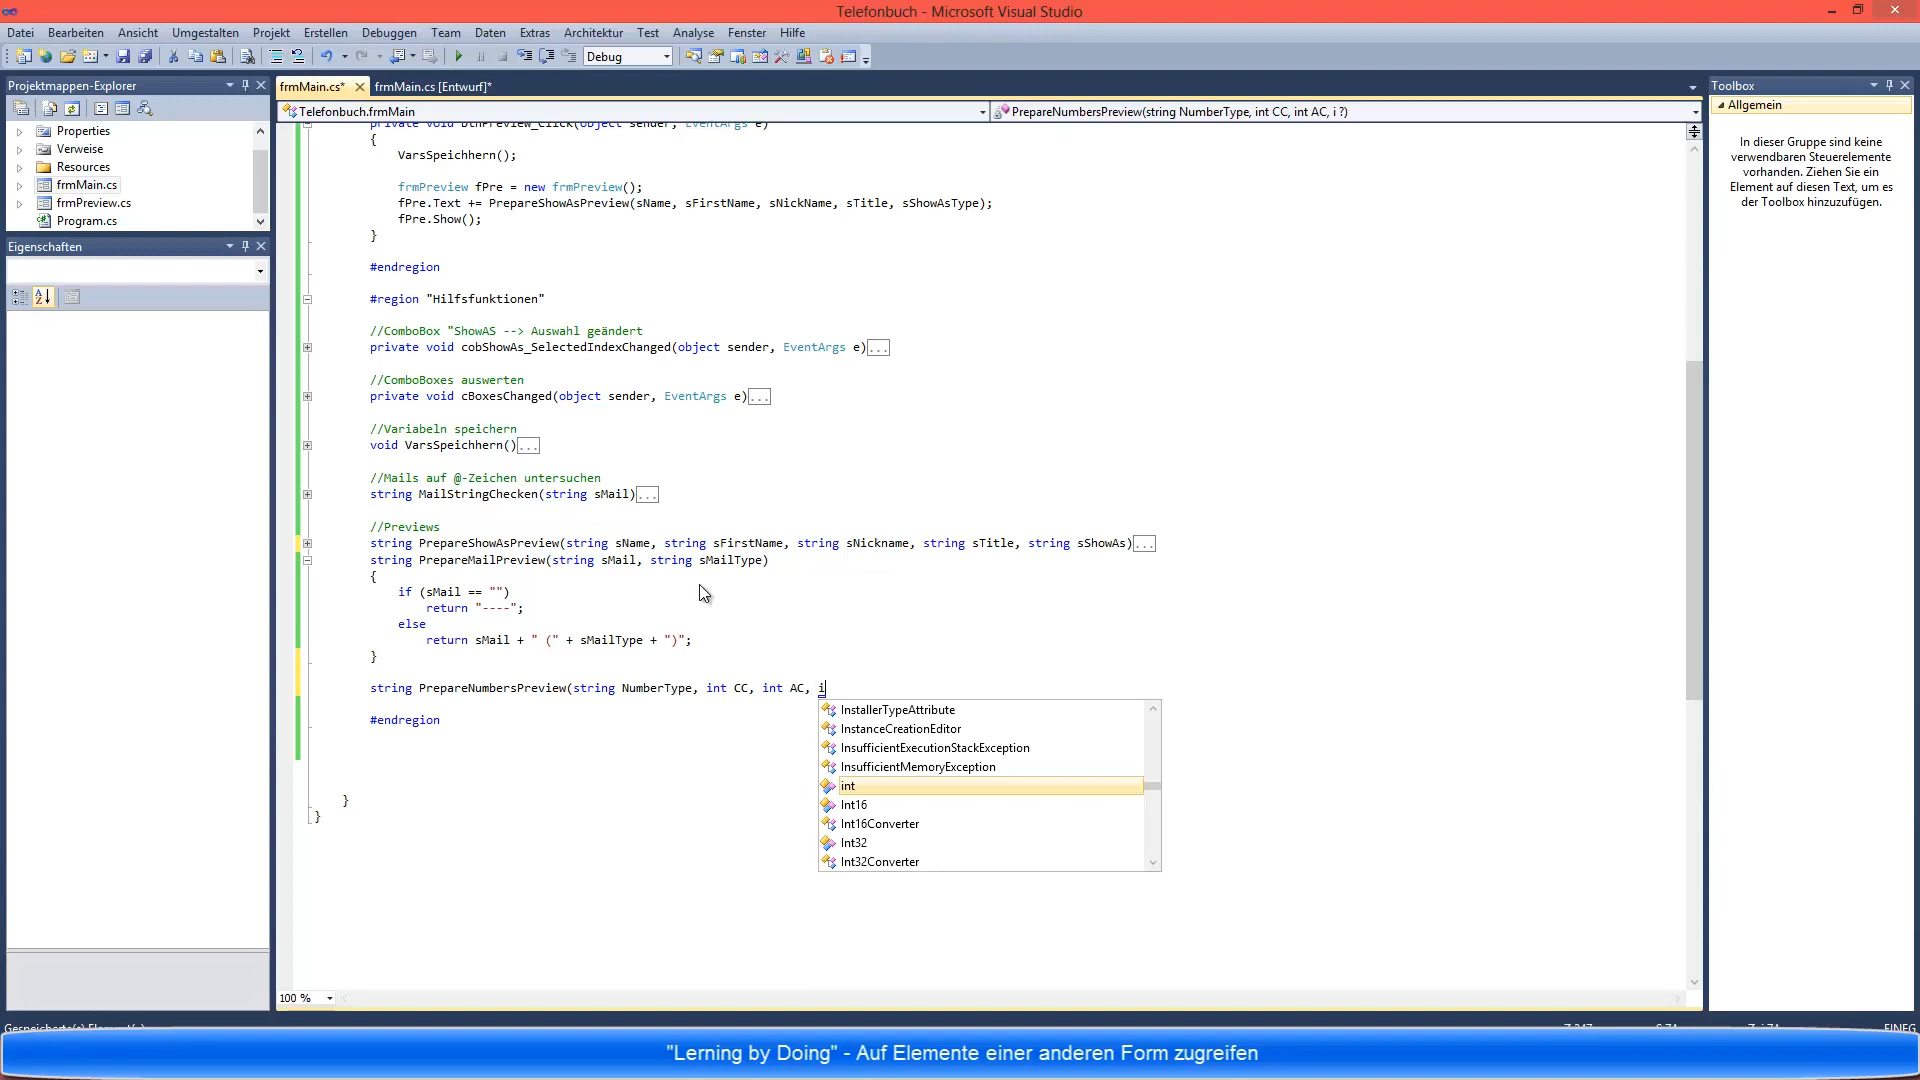 Telefonbuch - Microsoft Visual Studio
Datei Bearbeiten Ansicht Umgestalten Projekt Erstellen Debuggen Team Daten Extras Architektur Test Analyse Fenster Hilfe
Debug
Projektmappen-Explorer
Properties
Verweise
Resources
frmMain.cs
frmPreview.cs
Program.cs
Eigenschaften
frmMain.cs* frmMain.cs [Entwurf]*
Telefonbuch.frmMain PrepareNumbersPreview(string NumberType, int CC, int AC, i ?)
private void btnPreview_Click(object sender, EventArgs e)
{
VarsSpeichhern();
frmPreview fPre = new frmPreview();
fPre.Text += PrepareShowAsPreview(sName, sFirstName, sNickName, sTitle, sShowAsType);
fPre.Show();
}
#endregion
#region "Hilfsfunktionen"
//ComboBox "ShowAS --> Auswahl geändert
private void cobShowAs_SelectedIndexChanged(object sender, EventArgs e)...
//ComboBoxes auswerten
private void cBoxesChanged(object sender, EventArgs e)...
//Variabeln speichern
void VarsSpeichhern()...
//Mails auf @-Zeichen untersuchen
string MailStringChecken(string sMail)...
//Previews
string PrepareShowAsPreview(string sName, string sFirstName, string sNickname, string sTitle, string sShowAs)...
string PrepareMailPreview(string sMail, string sMailType)
{
if (sMail == "")
return "----";
else
return sMail + " (" + sMailType + ")";
}
string PrepareNumbersPreview(string NumberType, int CC, int AC, i
InstallerTypeAttribute
#endregion
InstanceCreationEditor
InsufficientExecutionStackException
InsufficientMemoryException
int
Int16
Int16Converter
Int32
Int32Converter
}
}
100 %
Toolbox
Allgemein
In dieser Gruppe sind keine
verwendbaren Steuerelemente
vorhanden. Ziehen Sie ein
Element auf diesen Text, um es
der Toolbox hinzuzufügen.
"Lerning by Doing" - Auf Elemente einer anderen Form zugreifen